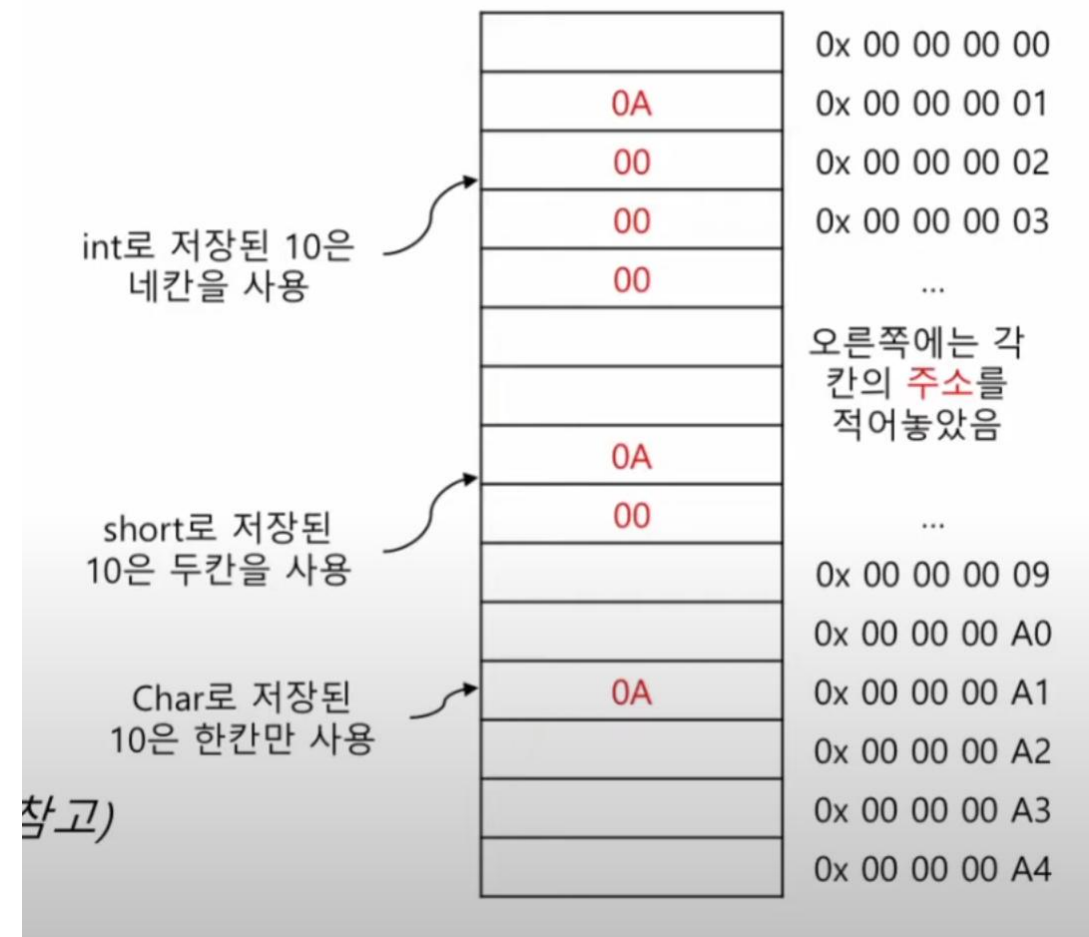 0x 00 00 00 00
0A
0x 00 00 00 01
00
0x 00 00 00 02
00
0x 00 00 00 03
int로 저장된 10은
네칸을 사용
00
...
오른쪽에는 각
칸의 주소를
적어놓았음
0A
short로 저장된
10은 두칸을 사용
00
...
0x 00 00 00 09
0x 00 00 00 A0
Char로 저장된
10은 한칸만 사용
0A
0x 00 00 00 A1
0x 00 00 00 A2
참고)
0x 00 00 00 A3
0x 00 00 00 A4